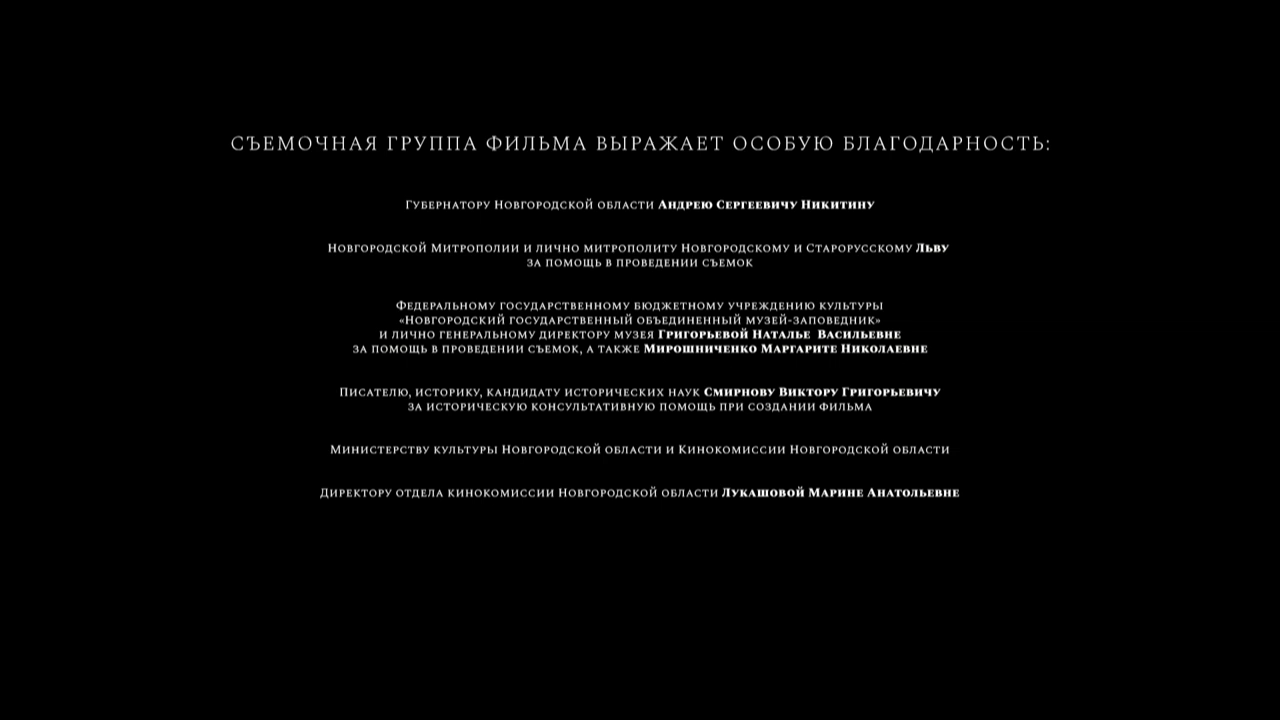 СЪЕМОЧНАЯ ГРУППА ФИЛЬМА ВЫРАЖАЕТ ОСОБУЮ БЛАГОДАРНОСТЬ:
Губернатору Новгородской области Андрею Сергеевичу Никитину
Новгородской Митрополии и лично митрополиту Новгородскому и Старорусскому Льву
за помощь в проведении съемок
Федеральному государственному бюджетному учреждению культуры
«Новгородский государственный объединенный музей-заповедник»
и лично генеральному директору музея Григорьевой Наталье Васильевне
за помощь в проведении съемок, а также Мирошниченко Маргарите Николаевне
Писателю, историку, кандидату исторических наук Смирнову Виктору Григорьевичу
за историческую консультативную помощь при создании фильма
Министерству культуры Новгородской области и Кинокомиссии Новгородской области
Директору отдела кинокомиссии Новгородской области Лукашовой Марине Анатольевне